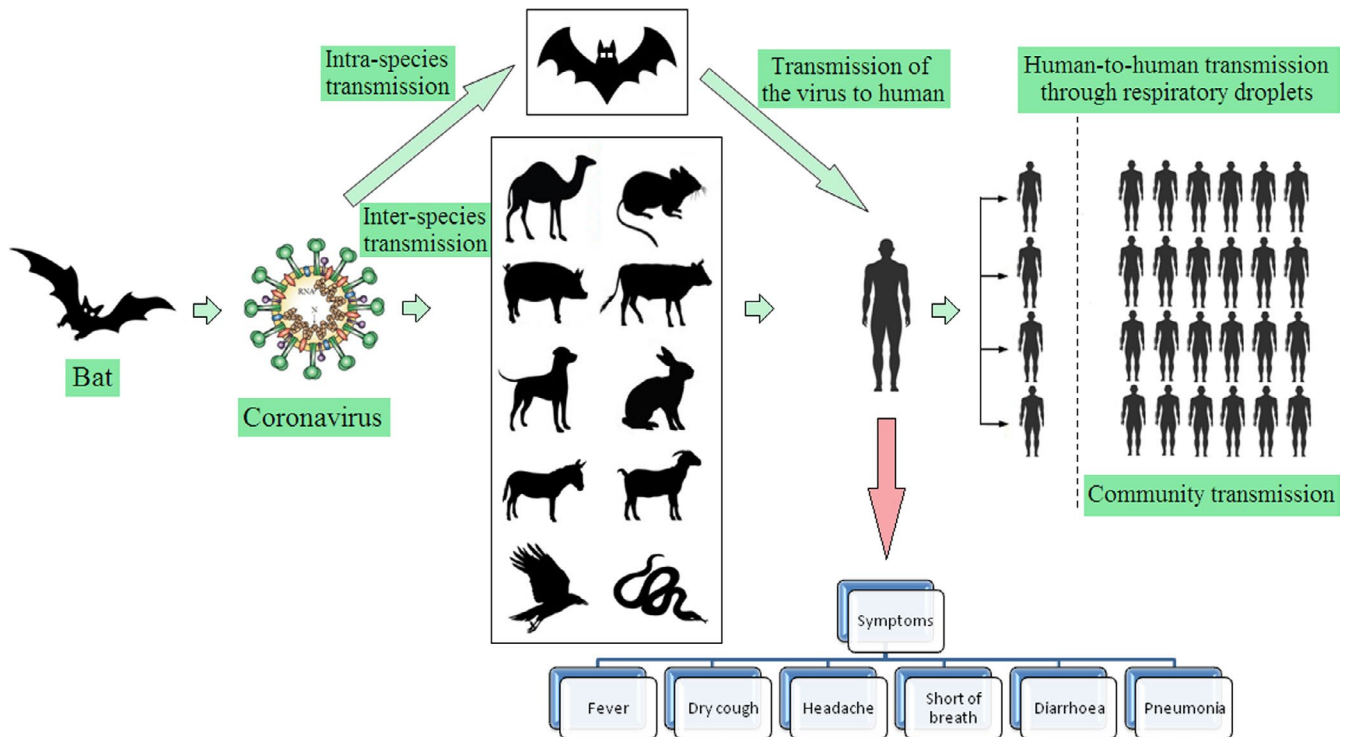 Intra-species
transmission
Transmission of
the virus to human
Human-to-human transmission
through respiratory droplets
Inter-species
transmission
RNA
N
Bat
Coronavirus
Community transmission
Symptoms
Fever
Dry cough
Headache
Short of
breath
Diarrhoea
Pneumonia